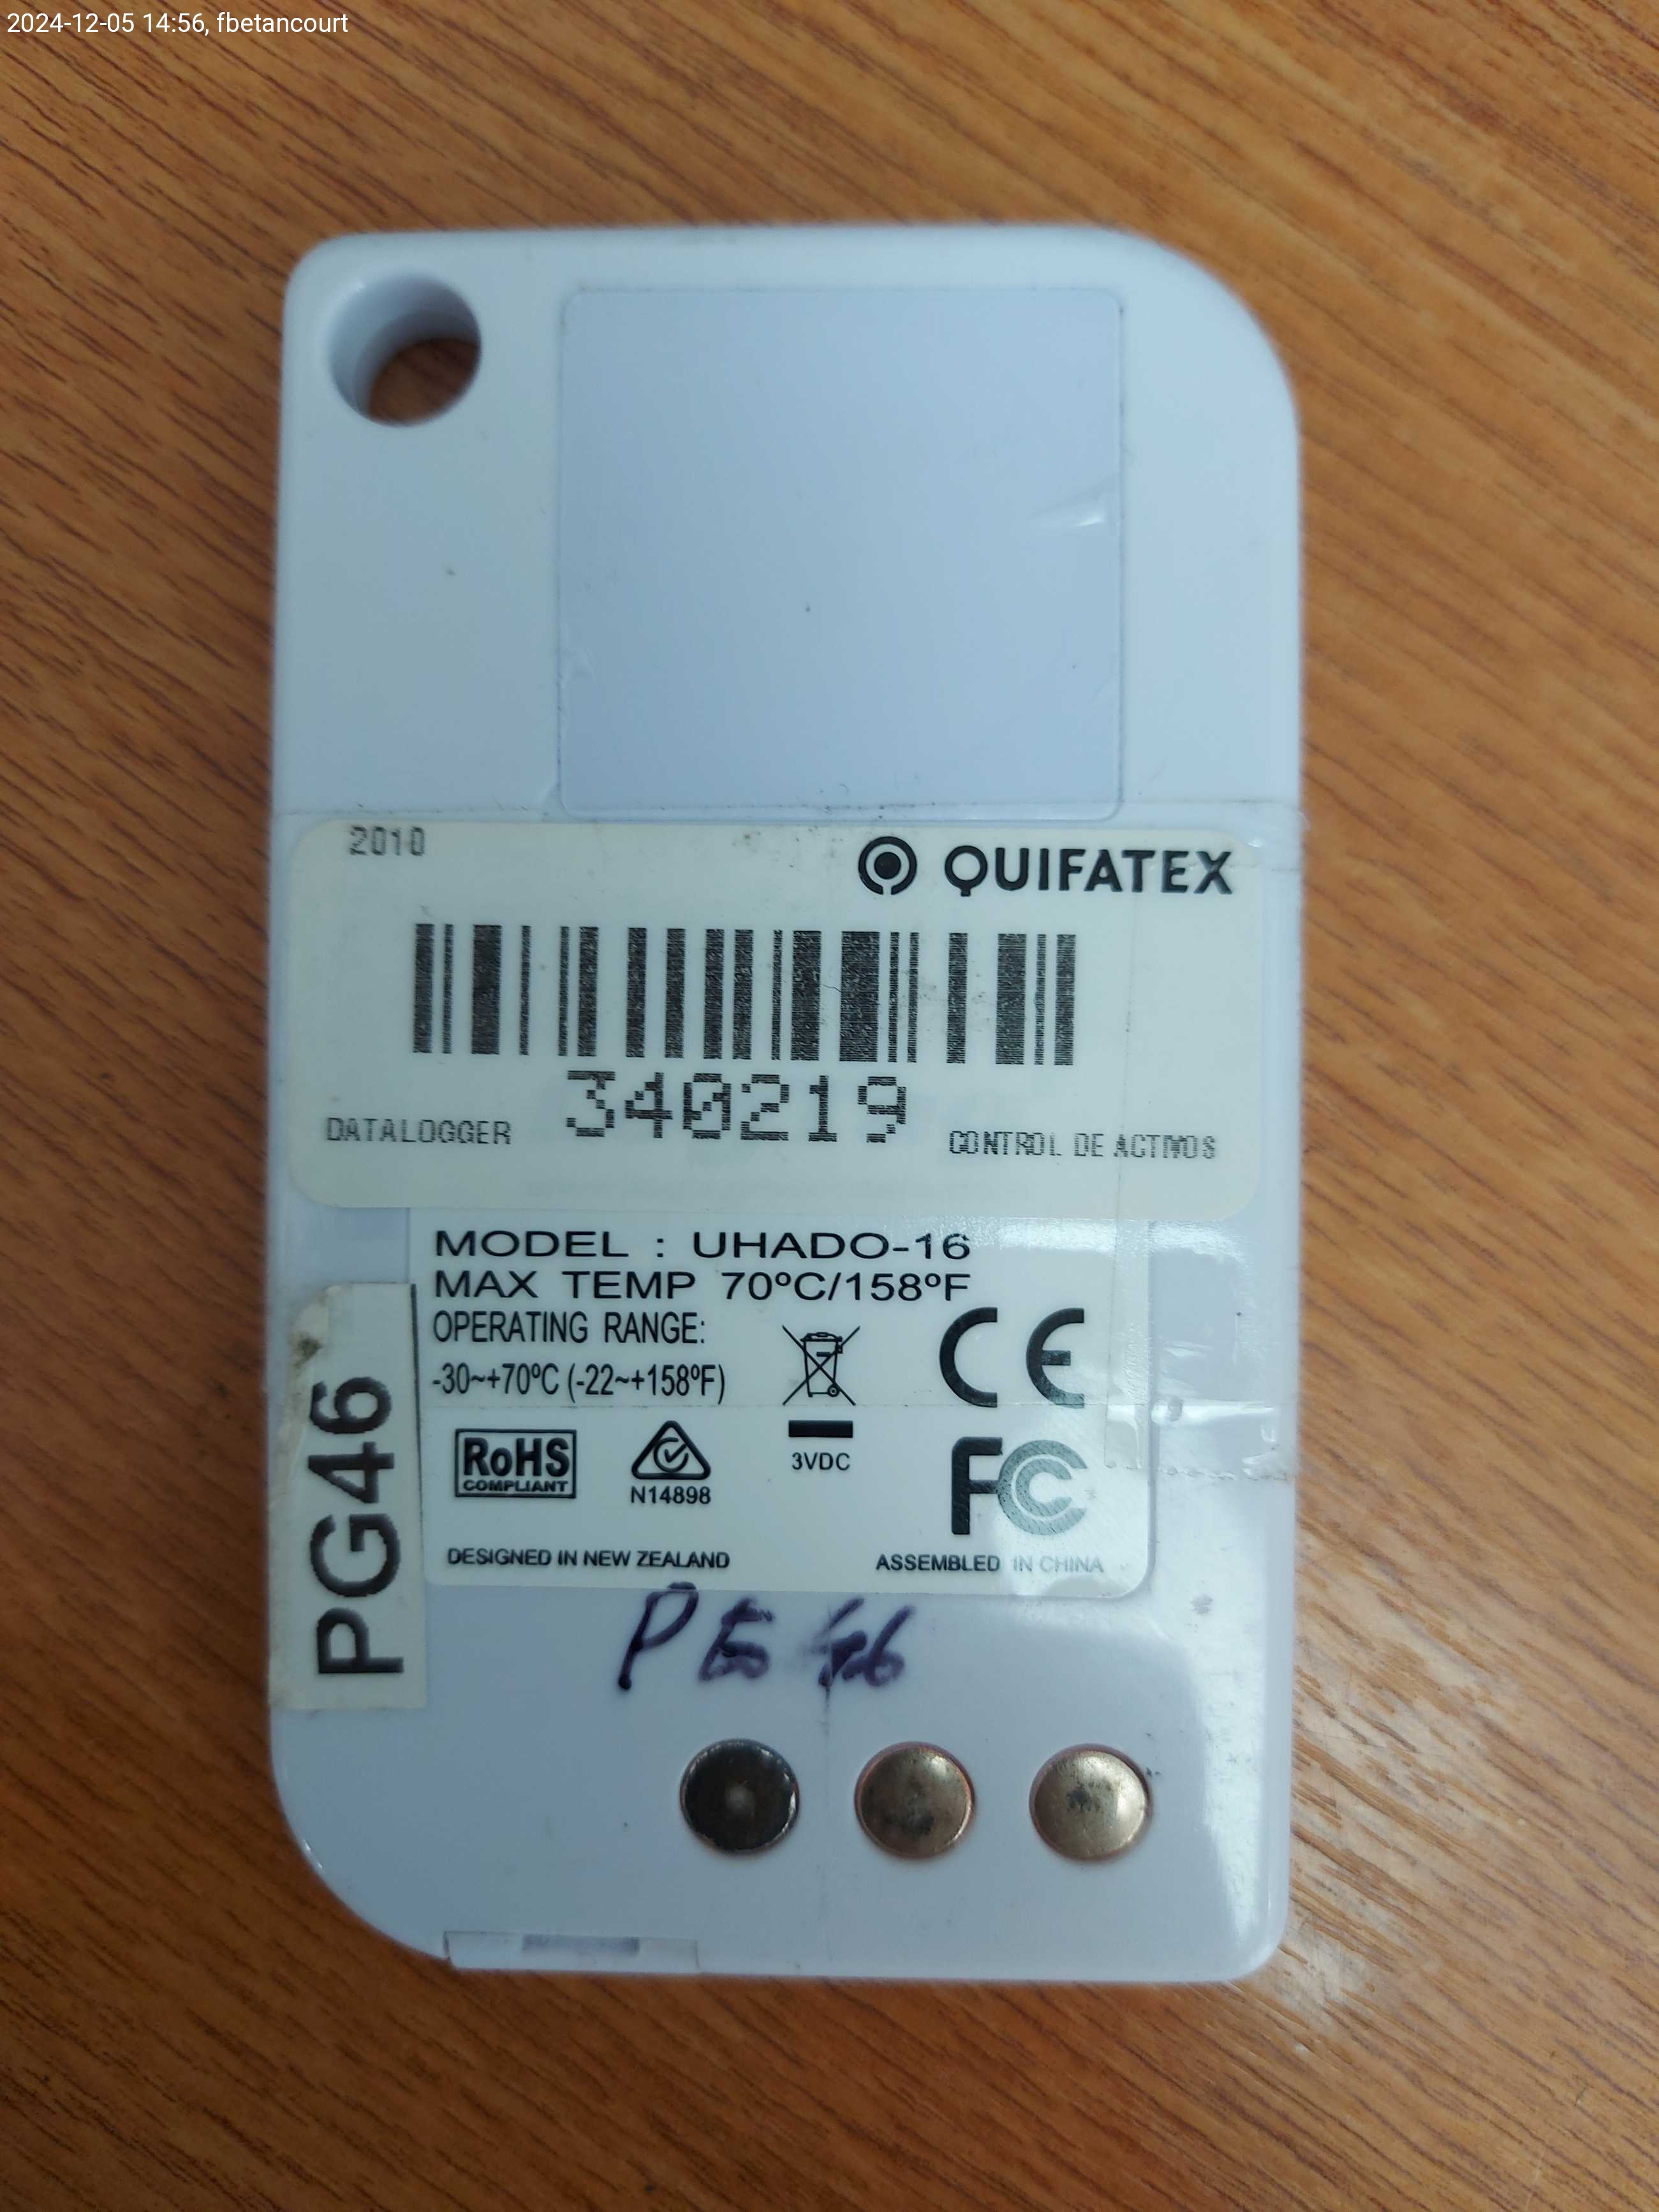 2024-12-05 14:56, fbetancourt
2010
QUIFATEX
340219
DATALOGGER
CONTROL DE ACTIVOS
MODEL : UHADO-16
MAX TEMP 70ºC/158ºF
OPERATING RANGE:
-30~+70ºC (-22~+158ºF)
CE
RoHS
COMPLIANT
N14898
3VDC
FC
DESIGNED IN NEW ZEALAND
ASSEMBLED IN CHINA
PG46